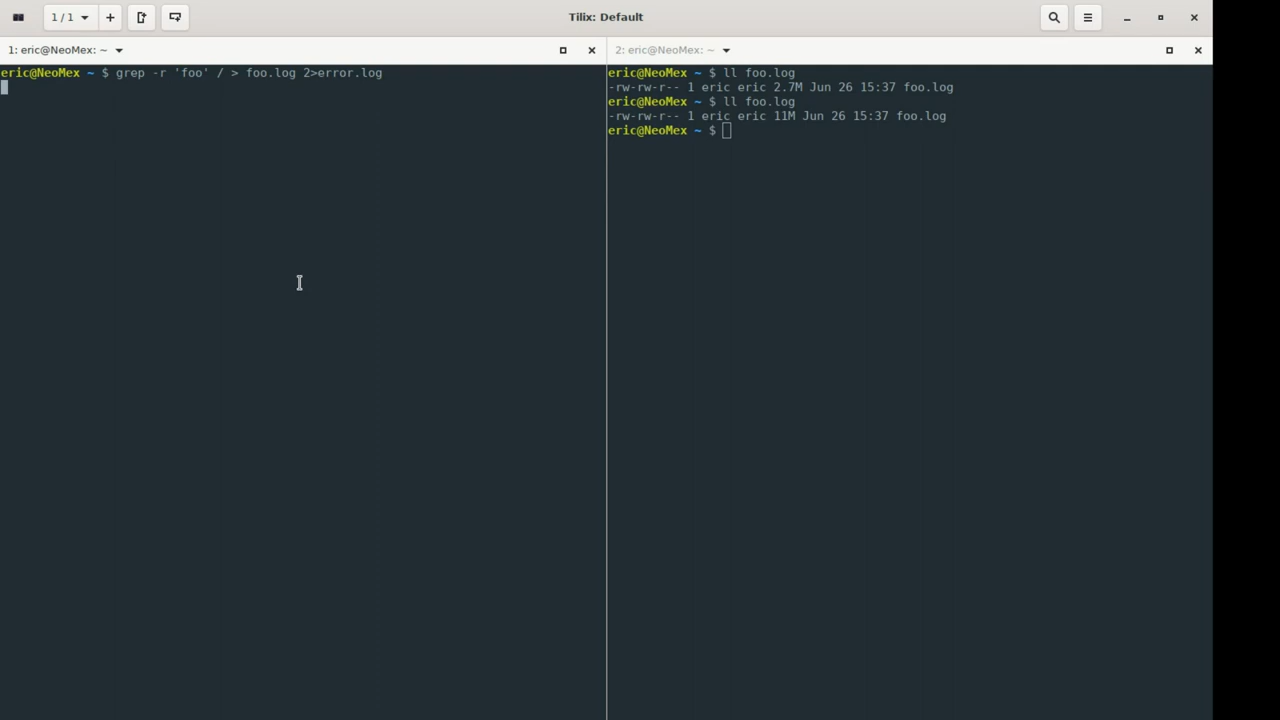 1 / 1
Tilix: Default
1: eric@NeoMex: ~
eric@NeoMex ~ $ grep -r 'foo' / > foo.log 2>error.log
2: eric@NeoMex: ~
eric@NeoMex ~ $ ll foo.log
-rw-rw-r-- 1 eric eric 2.7M Jun 26 15:37 foo.log
eric@NeoMex ~ $ ll foo.log
-rw-rw-r-- 1 eric eric 11M Jun 26 15:37 foo.log
eric@NeoMex ~ $